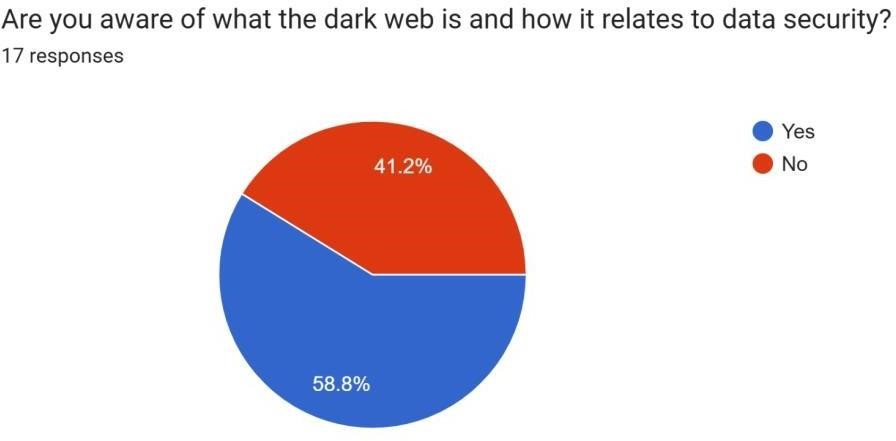 Are you aware of what the dark web is and how it relates to data security?
17 responses
Yes
No
41.2%
58.8%